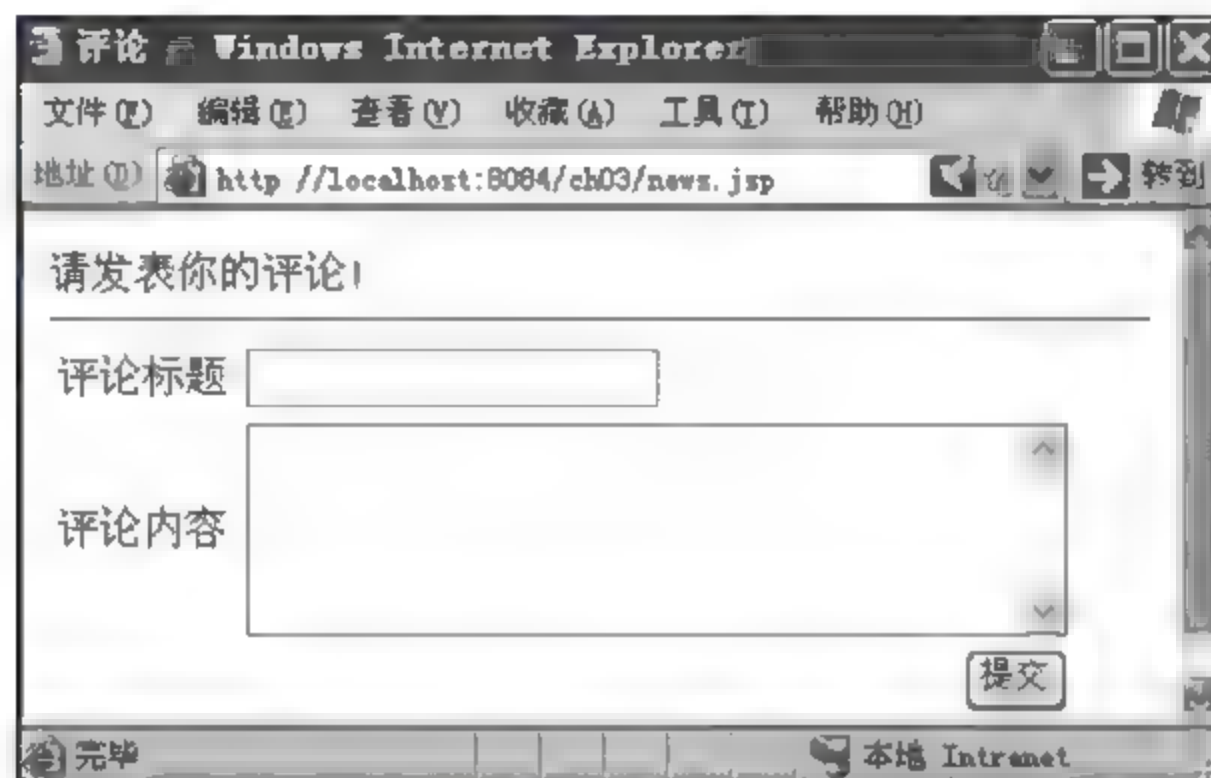 评论 Windows Internet Explorer
文件(F) 编辑(E) 查看(V) 收藏(A) 工具(T) 帮助(H)
地址(D) http //localhost:8084/ch03/news.jsp 转到
请发表你的评论!
评论标题
评论内容
提交
完毕 本地 Intranet